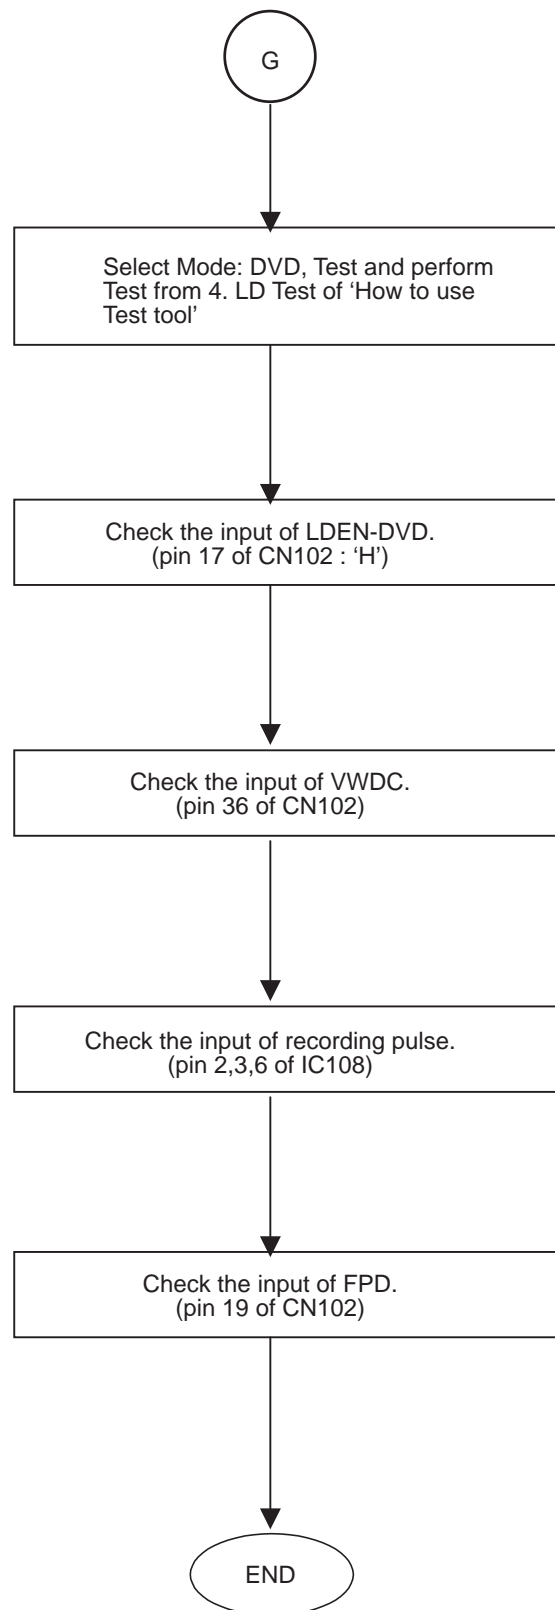 G
Select Mode: DVD, Test and perform
Test from 4. LD Test of ‘How to use
Test tool’
Check the input of LDEN-DVD.
(pin 17 of CN102 : ‘H’)
Check the input of VWDC.
(pin 36 of CN102)
Check the input of recording pulse.
(pin 2,3,6 of IC108)
Check the input of FPD.
(pin 19 of CN102)
END